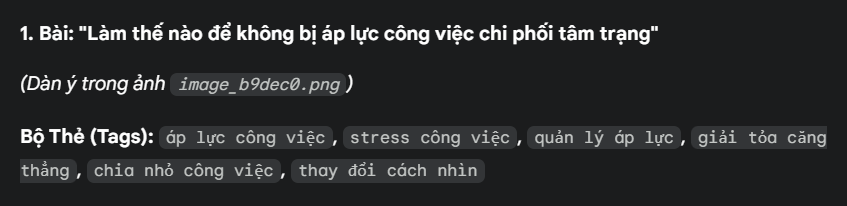 1. Bài: "Làm thế nào để không bị áp lực công việc chi phối tâm trạng"
(Dàn ý trong ảnh image_b9dec0.png)
Bộ Thẻ (Tags): áp lực công việc, stress công việc, quản lý áp lực, giải tỏa căng
thẳng, chia nhỏ công việc, thay đổi cách nhìn